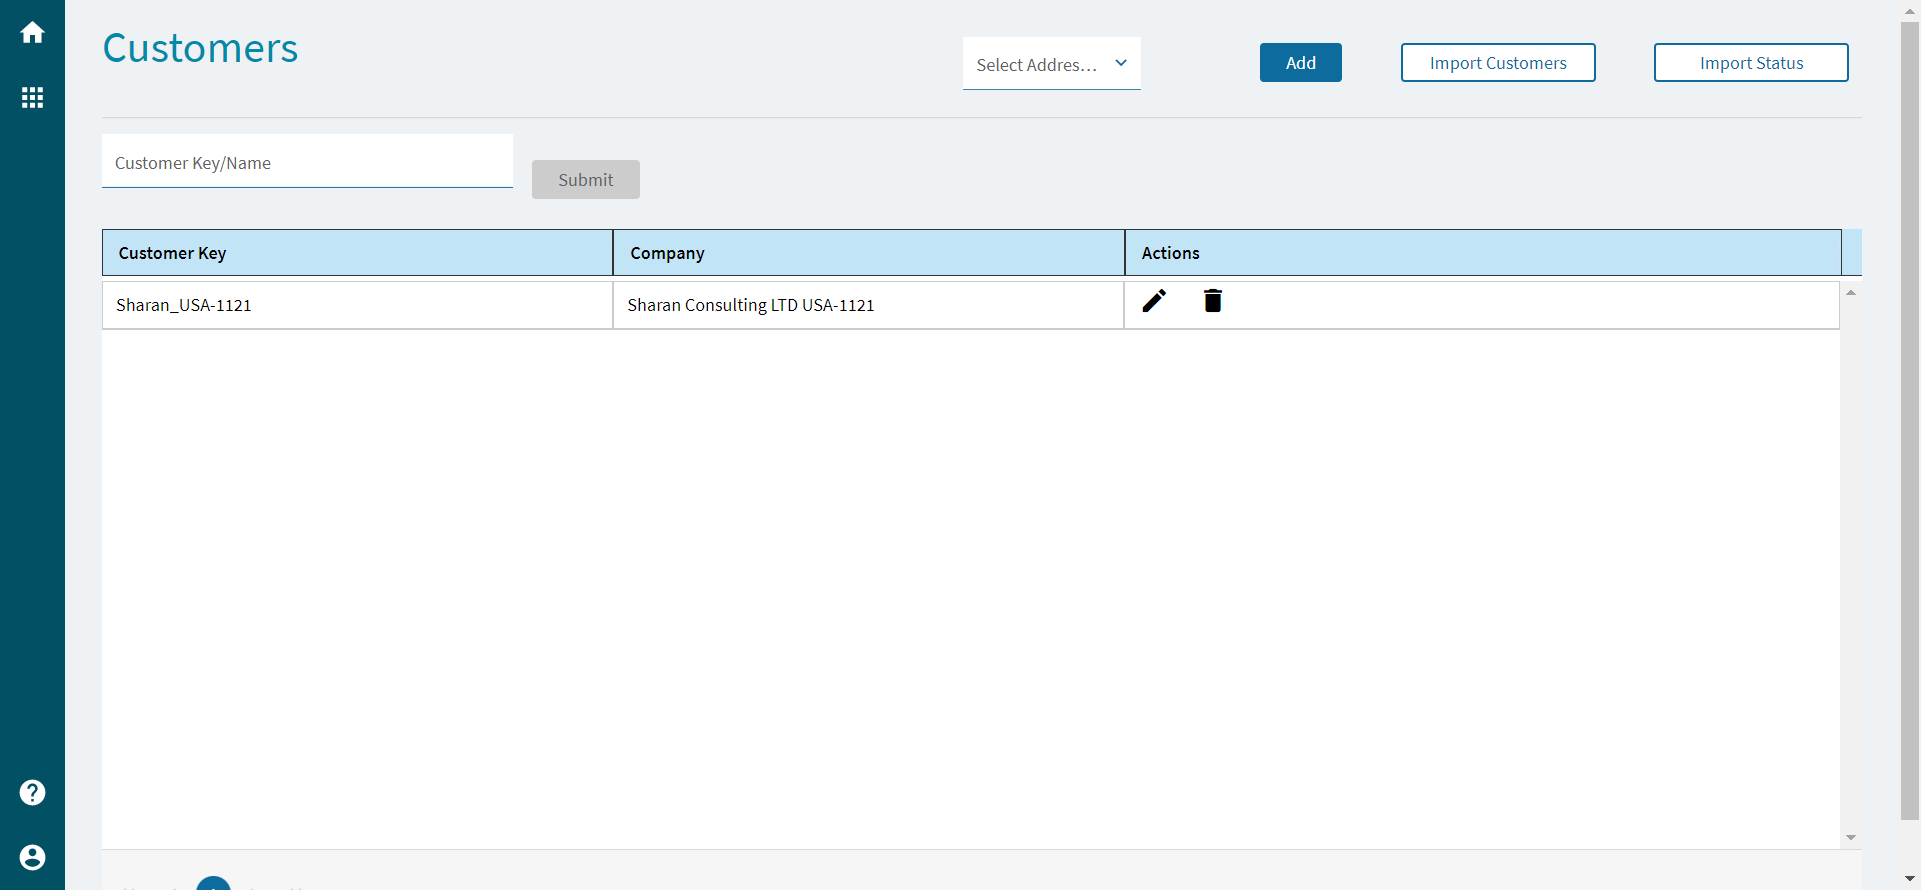 Customers
Select Addres...
Add
Import Customers
Import Status
Customer Key/Name
Submit
Customer Key
Company
Actions
Sharan_USA-1121
Sharan Consulting LTD USA-1121